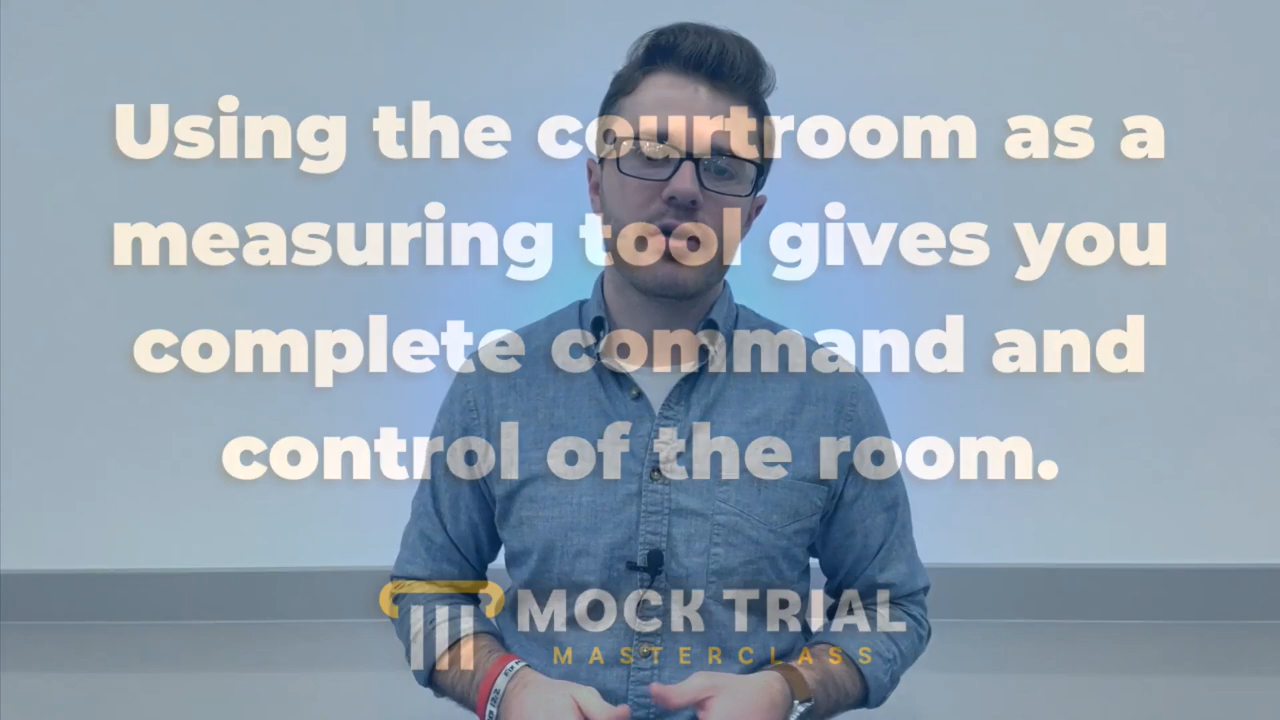 Using the courtroom as a
measuring tool gives you
complete command and
control of the room.
MOCK TRIAL
MASTERCLASS